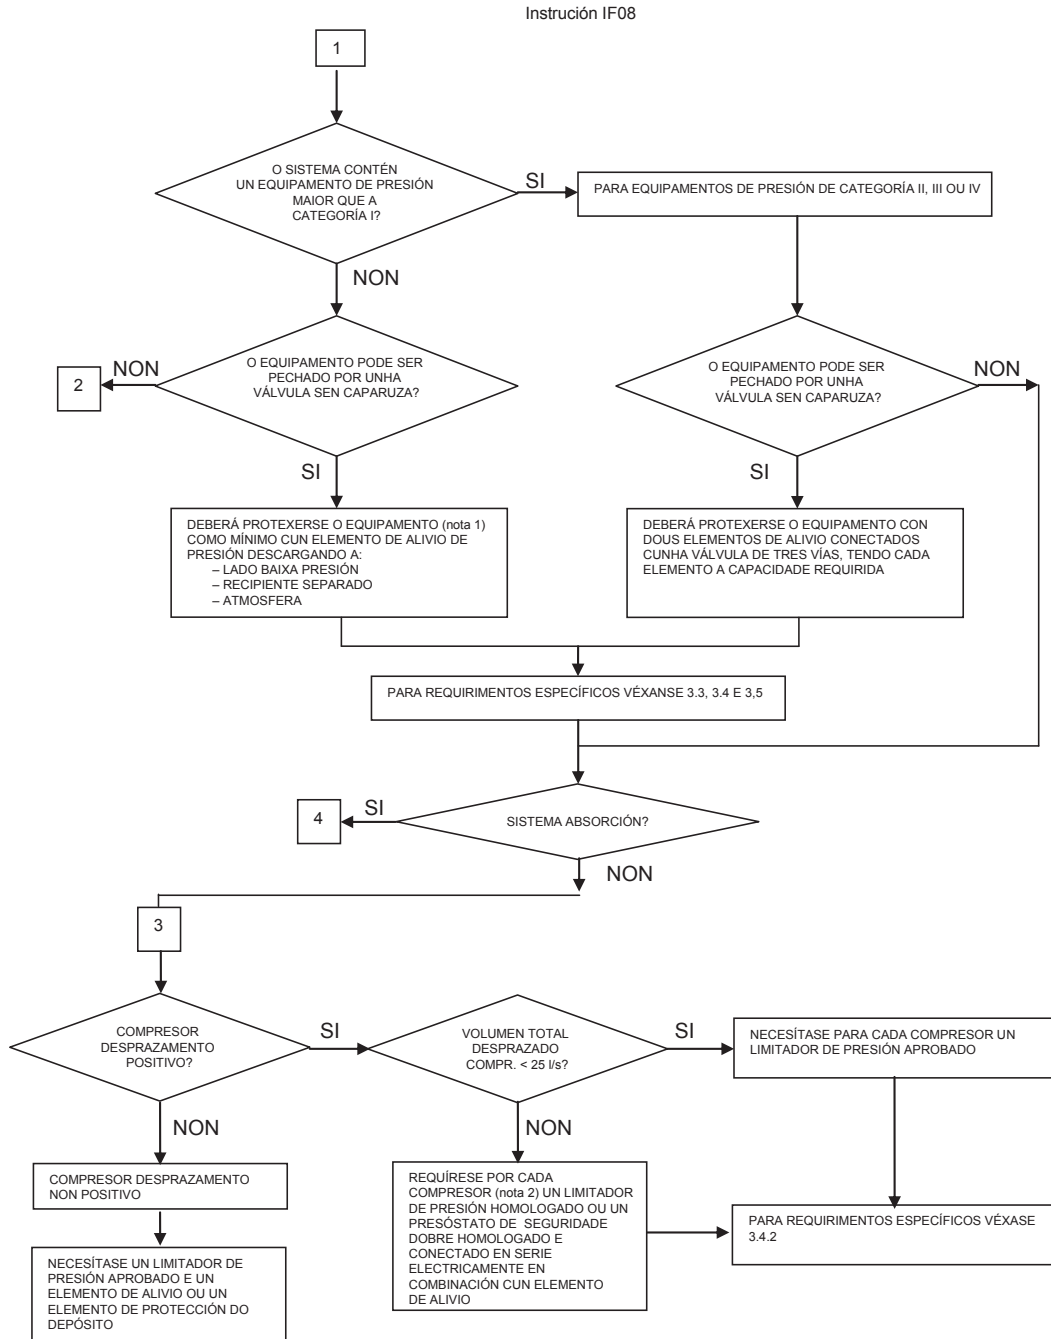 Instrución IF08
1
O SISTEMA CONTÉN
UN EQUIPAMENTO DE PRESIÓN
MAIOR QUE A
CATEGORÍA I?
SI
PARA EQUIPAMENTOS DE PRESIÓN DE CATEGORÍA II, III OU IV
NON
2
NON
O EQUIPAMENTO PODE SER
PECHADO POR UNHA
VÁLVULA SEN CAPARUZA?
O EQUIPAMENTO PODE SER
PECHADO POR UNHA
VÁLVULA SEN CAPARUZA?
NON
SI
SI
DEBERÁ PROTEXERSE O EQUIPAMENTO (nota 1)
COMO MÍNIMO CUN ELEMENTO DE ALIVIO DE
PRESIÓN DESCARGANDO A:
– LADO BAIXA PRESIÓN
– RECIPIENTE SEPARADO
– ATMOSFERA
DEBERÁ PROTEXERSE O EQUIPAMENTO CON
DOUS ELEMENTOS DE ALIVIO CONECTADOS
CUNHA VÁLVULA DE TRES VÍAS, TENDO CADA
ELEMENTO A CAPACIDADE REQUIRIDA
PARA REQUIRIMENTOS ESPECÍFICOS VÉXANSE 3.3, 3.4 E 3,5
4
SI
SISTEMA ABSORCIÓN?
NON
3
COMPRESOR
DESPRAZAMENTO
POSITIVO?
SI
VOLUMEN TOTAL
DESPRAZADO
COMPR. < 25 l/s?
SI
NECESÍTASE PARA CADA COMPRESOR UN
LIMITADOR DE PRESIÓN APROBADO
NON
NON
COMPRESOR DESPRAZAMENTO
NON POSITIVO
REQUÍRESE POR CADA
COMPRESOR (nota 2) UN LIMITADOR
DE PRESIÓN HOMOLOGADO OU UN
PRESÓSTATO DE SEGURIDADE
DOBRE HOMOLOGADO E
CONECTADO EN SERIE
ELECTRICAMENTE EN
COMBINACIÓN CUN ELEMENTO
DE ALIVIO
PARA REQUIRIMENTOS ESPECÍFICOS VÉXASE
3.4.2
NECESÍTASE UN LIMITADOR DE
PRESIÓN APROBADO E UN
ELEMENTO DE ALIVIO OU UN
ELEMENTO DE PROTECCIÓN DO
DEPÓSITO